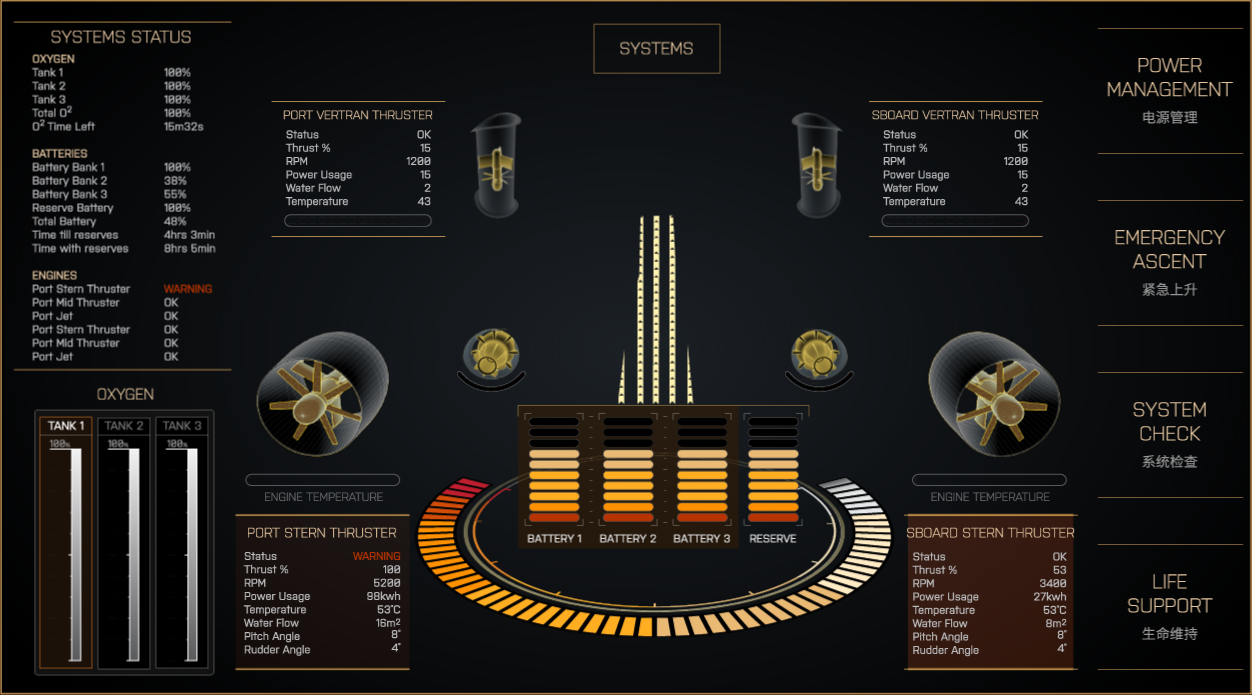 SYSTEMS STATUS
OXYGEN
Tank 1 100%
Tank 2 100%
Tank 3 100%
Total O² 100%
O² Time Left 15m32s
BATTERIES
Battery Bank 1 100%
Battery Bank 2 38%
Battery Bank 3 55%
Reserve Battery 100%
Total Battery 48%
Time till reserves 4hrs 3min
Time with reserves 8hrs 5min
ENGINES
Port Stern Thruster WARNING
Port Mid Thruster OK
Port Jet OK
Port Stern Thruster OK
Port Mid Thruster OK
Port Jet OK
OXYGEN
TANK 1 TANK 2 TANK 3
100% 100% 100%
SYSTEMS
PORT VERTRAN THRUSTER
Status OK
Thrust % 15
RPM 1200
Power Usage 15
Water Flow 2
Temperature 43
SBOARD VERTRAN THRUSTER
Status OK
Thrust % 15
RPM 1200
Power Usage 15
Water Flow 2
Temperature 43
ENGINE TEMPERATURE
PORT STERN THRUSTER
Status WARNING
Thrust % 100
RPM 5200
Power Usage 98kwh
Temperature 53°C
Water Flow 16m²
Pitch Angle 8°
Rudder Angle 4°
BATTERY 1 BATTERY 2 BATTERY 3 RESERVE
ENGINE TEMPERATURE
SBOARD STERN THRUSTER
Status OK
Thrust % 53
RPM 3400
Power Usage 27kwh
Temperature 53°C
Water Flow 8m²
Pitch Angle 8°
Rudder Angle 4°
POWER
MANAGEMENT
电源管理
EMERGENCY
ASCENT
紧急上升
SYSTEM
CHECK
系统检查
LIFE
SUPPORT
生命维持